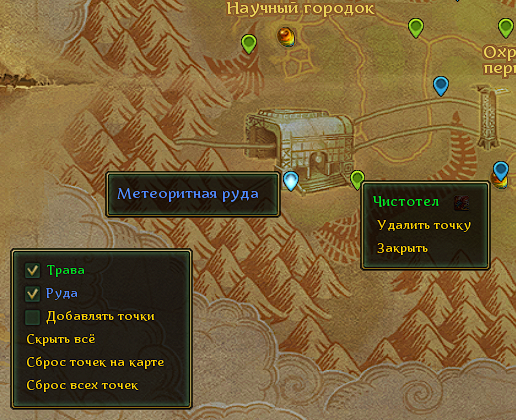 Научный городок
Охр
пері
Метеоритная руда
Чистотел
Удалить точку
Закрыть
Трава
Руда
Добавлять точки
Скрыть всё
Сброс точек на карте
Сброс всех точек